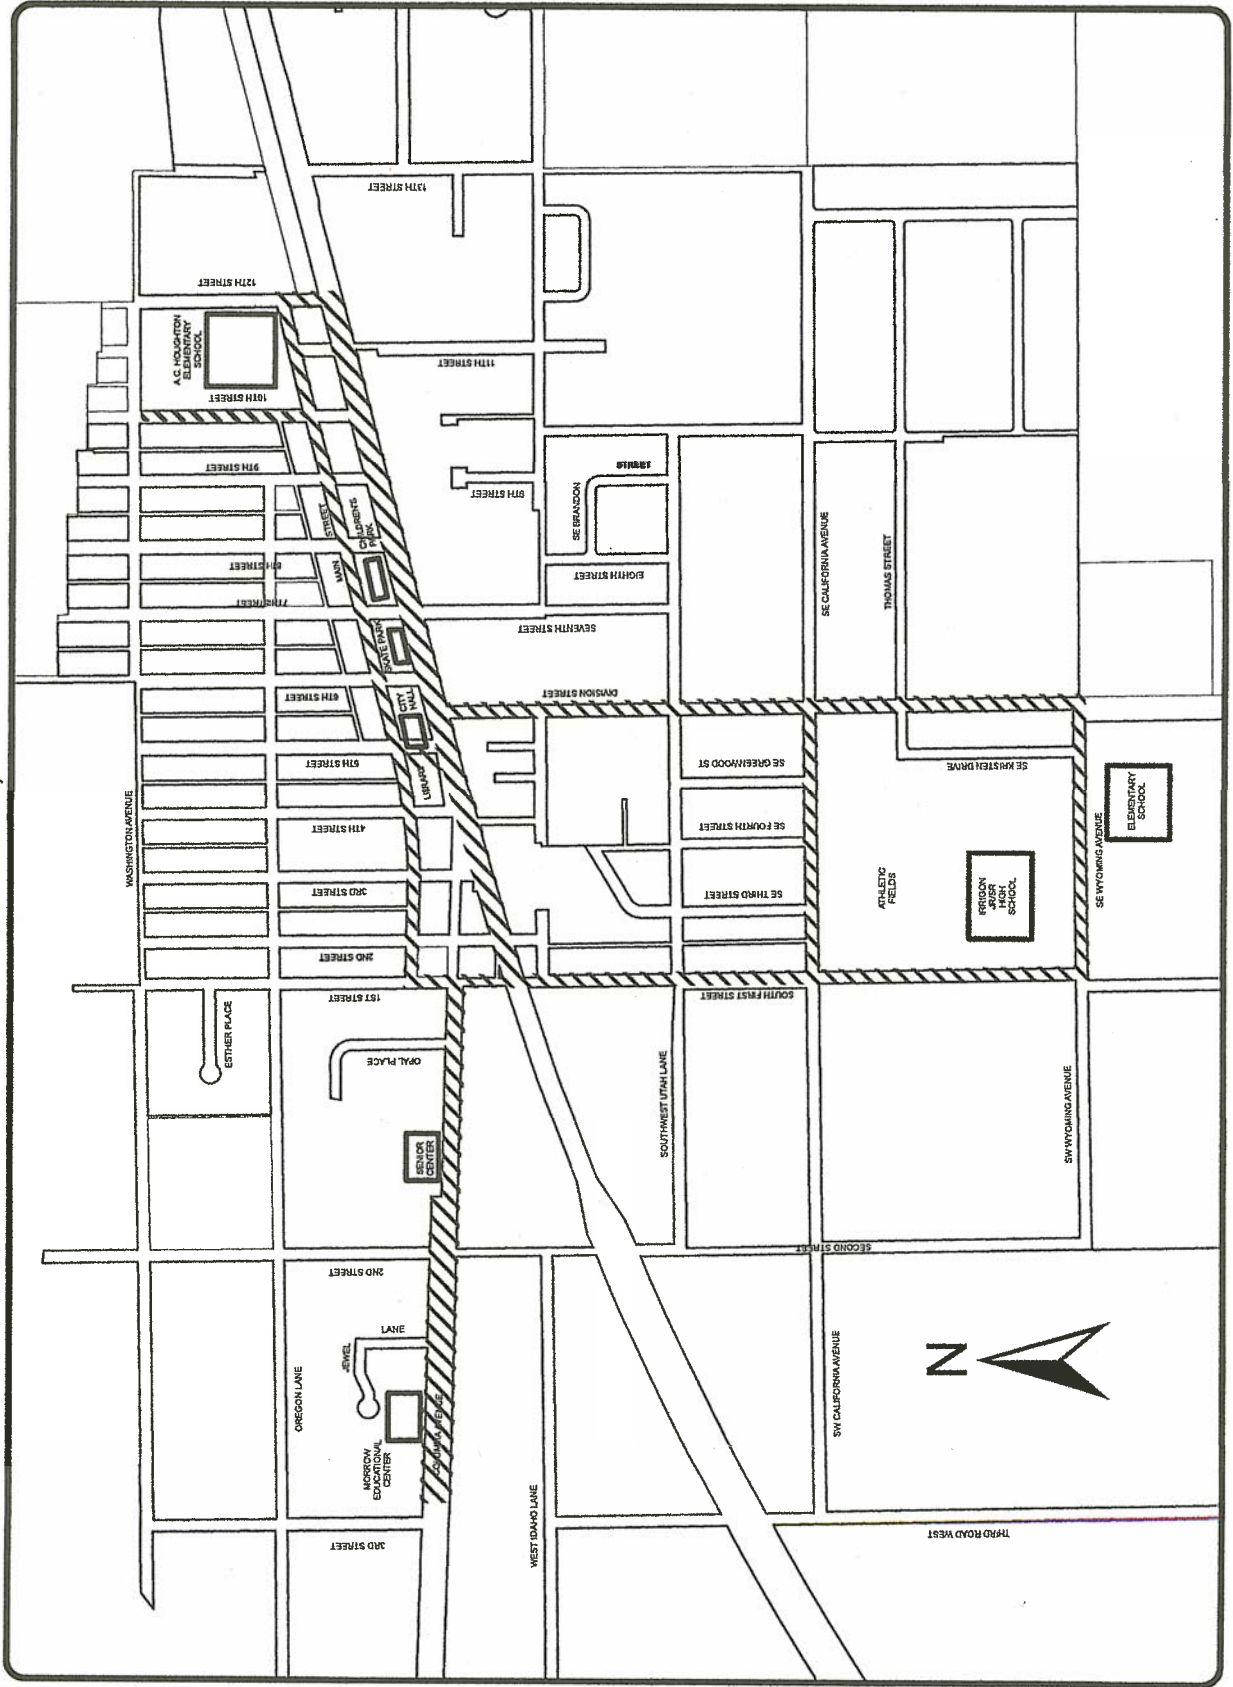 13TH STREET
12TH STREET
A.C. HOUGHTON
ELEMENTARY
SCHOOL
10TH STREET
11TH STREET
9TH STREET
9TH STREET
SE BRANDON
STREET
CHILDREN'S
PARK
8TH STREET
MAIN
EIGHTH STREET
SE CALIFORNIA AVENUE
THOMAS STREET
7TH STREET
SKATE PARK
SEVENTH STREET
6TH STREET
CITY
HALL
DIVISION STREET
5TH STREET
LIBRARY
SE GREENWOOD ST
SE KRISTEN DRIVE
ELEMENTARY
SCHOOL
WASHINGTON AVENUE
4TH STREET
SE FOURTH STREET
SE WYOMING AVENUE
3RD STREET
SE THIRD STREET
ATHLETIC
FIELDS
IRRIGON
JR/SR
HIGH
SCHOOL
2ND STREET
1ST STREET
SOUTH FIRST STREET
ESTHER PLACE
OPAL PLACE
SOUTHWEST UTAH LANE
SW WYOMING AVENUE
SENIOR
CENTER
SECOND STREET
2ND STREET
LANE
JEWEL
OREGON LANE
N
SW CALIFORNIA AVENUE
COLUMBIA AVENUE
MORROW
EDUCATIONAL
CENTER
WEST IDAHO LANE
3RD STREET
THIRD ROAD WEST